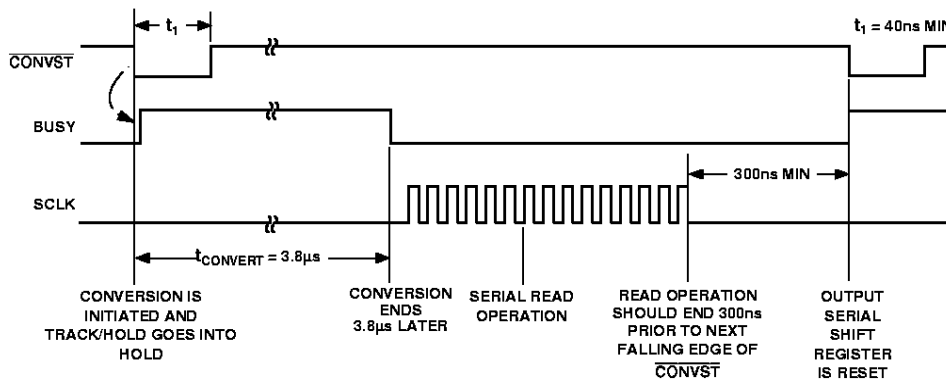 t1
t1 = 40ns MIN
CONVST
BUSY
300ns MIN
SCLK
tCONVERT = 3.8µs
CONVERSION IS
INITIATED AND
TRACK/HOLD GOES INTO
HOLD
CONVERSION
ENDS
3.8µs LATER
SERIAL READ
OPERATION
READ OPERATION
SHOULD END 300ns
PRIOR TO NEXT
FALLING EDGE OF
CONVST
OUTPUT
SERIAL
SHIFT
REGISTER
IS RESET